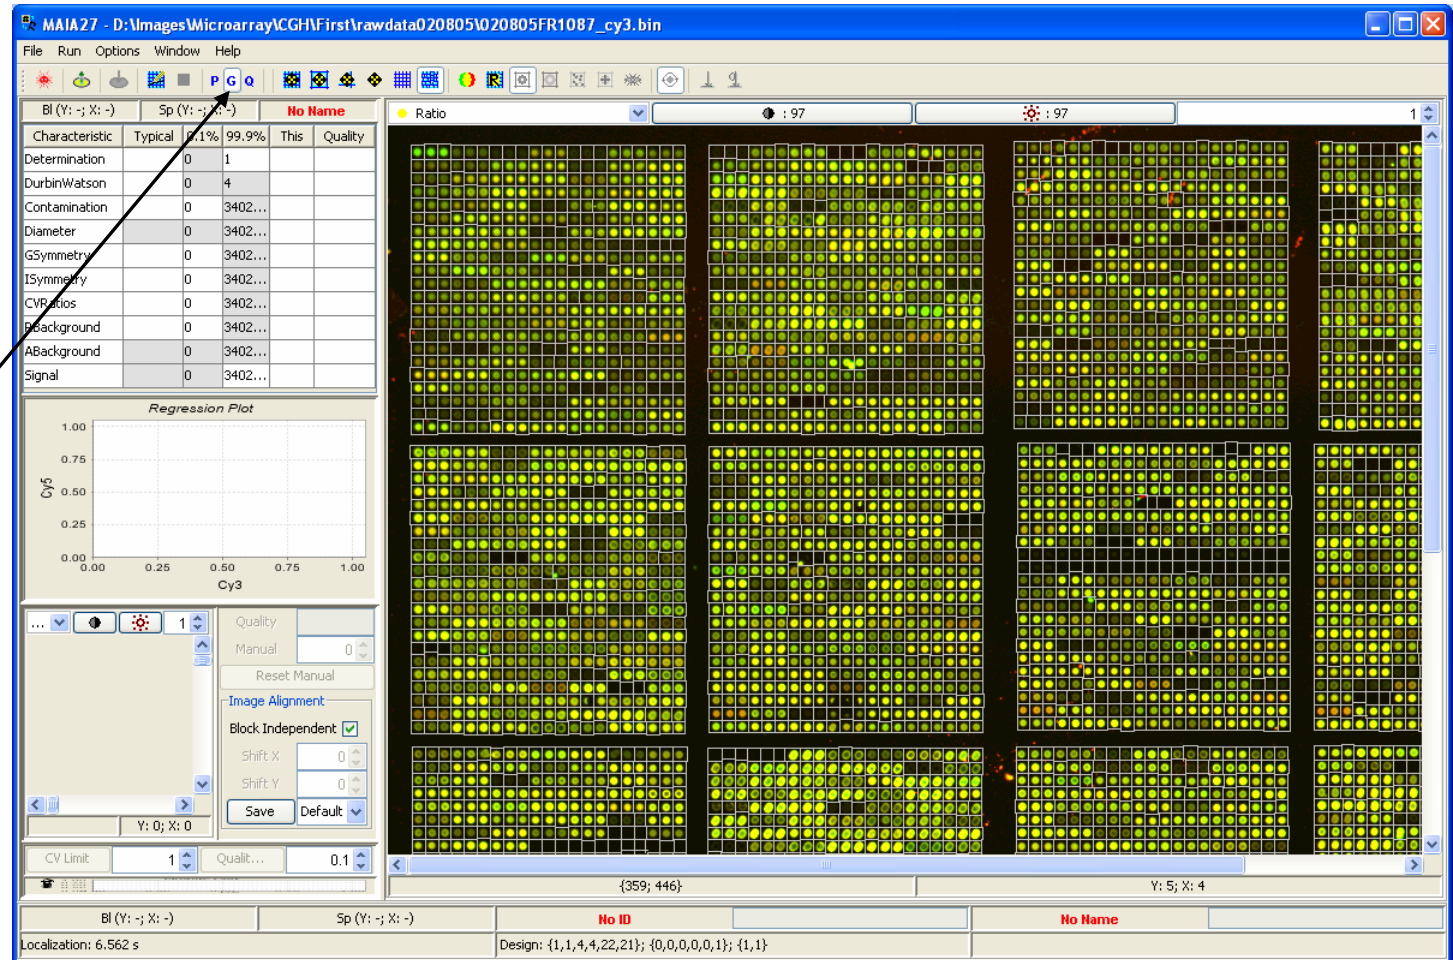 MAIA27 - D:\Images\Microarray\CGH\First\rawdata020805\020805FR1087_cy3.bin
File Run Options Window Help
P G Q
Bl (Y: -; X: -) Sp (Y: -; X: -) No Name
Ratio : 97 : 97 1
Characteristic Typical 0.1% 99.9% This Quality
Determination 0 1
DurbinWatson 0 4
Contamination 0 3402...
Diameter 0 3402...
GSymmetry 0 3402...
ISymmetry 0 3402...
CVRatios 0 3402...
RBackground 0 3402...
ABackground 0 3402...
Signal 0 3402...
Regression Plot
1.00
0.75
0.50
0.25
0.00
Cy5
0.00 0.25 0.50 0.75 1.00
Cy3
... 1
Quality
Manual 0
Reset Manual
Image Alignment
Block Independent
Shift X 0
Shift Y 0
Save Default
Y: 0; X: 0
CV Limit 1 Qualit... 0.1
{359; 446} Y: 5; X: 4
Bl (Y: -; X: -) Sp (Y: -; X: -) No ID No Name
Localization: 6.562 s Design: {1,1,4,4,22,21}; {0,0,0,0,0,1}; {1,1}